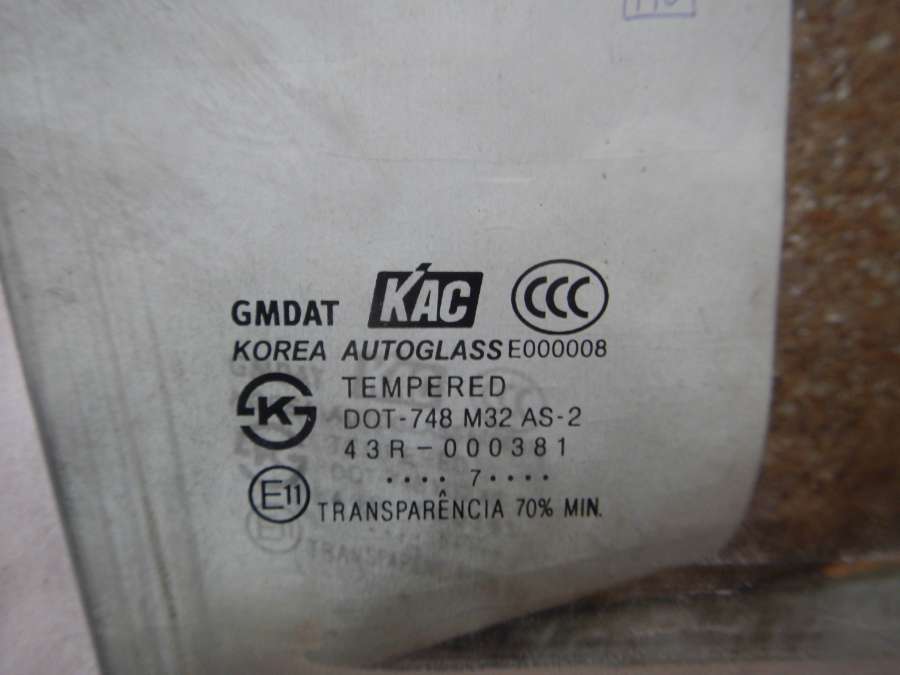 GMDAT KAC CCC
KOREA AUTOGLASS E000008
K TEMPERED
DOT-748 M32 AS-2
43R-000381
.... 7 ....
E11 TRANSPARÊNCIA 70% MIN.